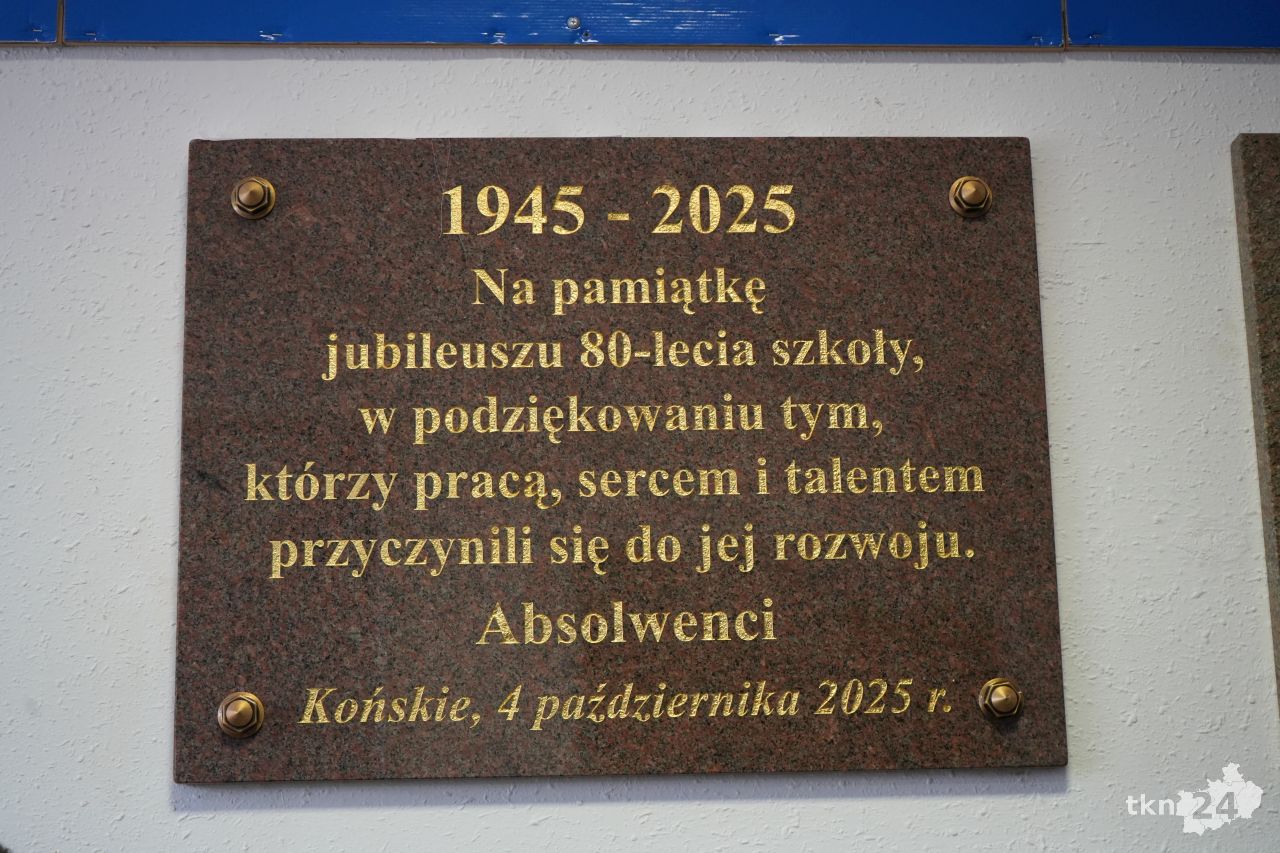 1945 - 2025
Na pamiątkę
jubileuszu 80-lecia szkoły,
w podziękowaniu tym,
którzy pracą, sercem i talentem
przyczynili się do jej rozwoju.
Absolwenci
Końskie, 4 października 2025 r.
tkn24